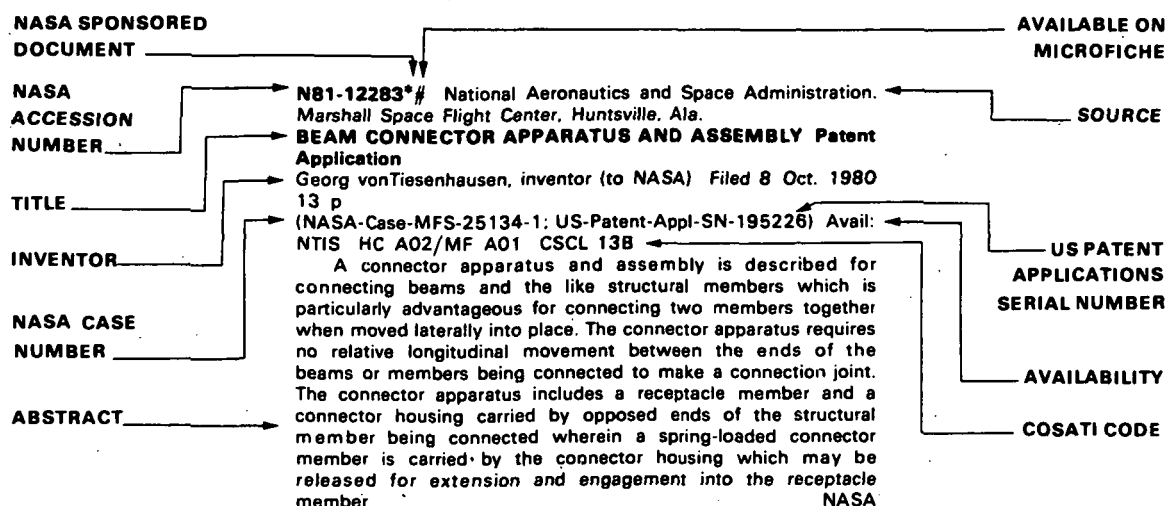 NASA SPONSORED
DOCUMENT
NASA
ACCESSION
NUMBER
TITLE
INVENTOR
NASA CASE
NUMBER
ABSTRACT
N81-12283*# National Aeronautics and Space Administration.
Marshall Space Flight Center, Huntsville, Ala.
BEAM CONNECTOR APPARATUS AND ASSEMBLY Patent
Application
Georg vonTiesenhausen, inventor (to NASA) Filed 8 Oct. 1980
13 p
(NASA-Case-MFS-25134-1; US-Patent-Appl-SN-195226) Avail:
NTIS HC A02/MF A01 CSCL 13B
A connector apparatus and assembly is described for
connecting beams and the like structural members which is
particularly advantageous for connecting two members together
when moved laterally into place. The connector apparatus requires
no relative longitudinal movement between the ends of the
beams or members being connected to make a connection joint.
The connector apparatus includes a receptacle member and a
connector housing carried by opposed ends of the structural
member being connected wherein a spring-loaded connector
member is carried by the connector housing which may be
released for extension and engagement into the receptacle
member NASA
AVAILABLE ON
MICROFICHE
SOURCE
US PATENT
APPLICATIONS
SERIAL NUMBER
AVAILABILITY
COSATI CODE